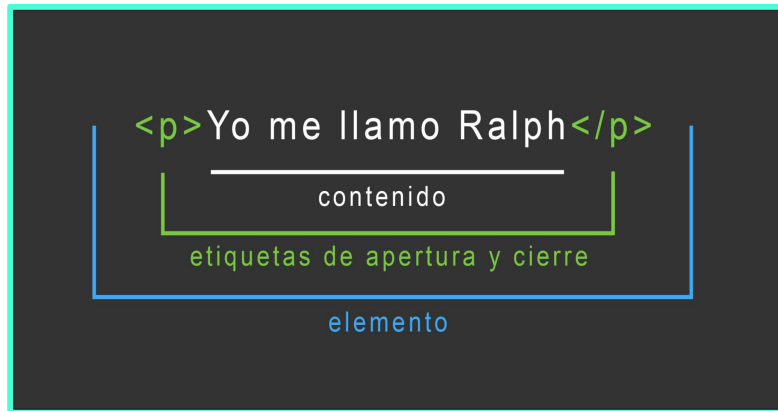 <p>Yo me llamo Ralph</p>
contenido
etiquetas de apertura y cierre
elemento